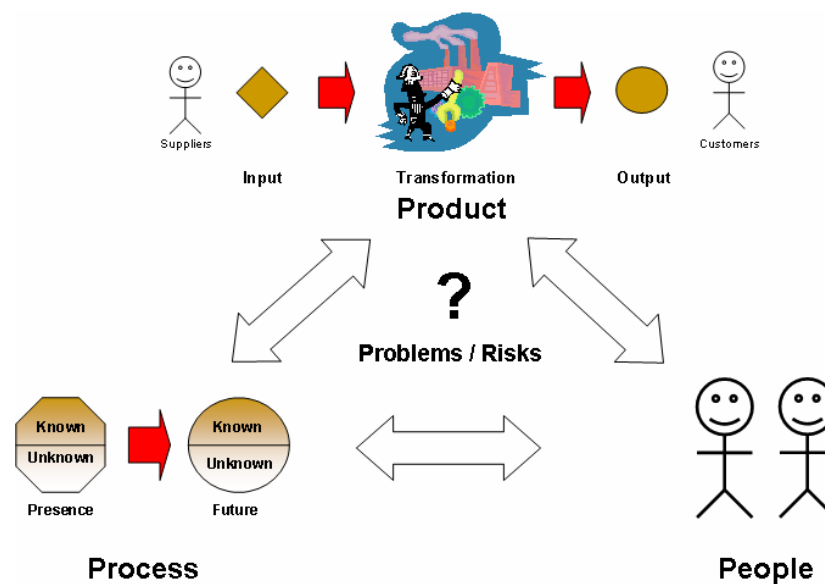 Suppliers
Customers
Input
Transformation
Output
Product
?
Problems / Risks
Known
Unknown
Known
Unknown
Presence
Future
Process
People